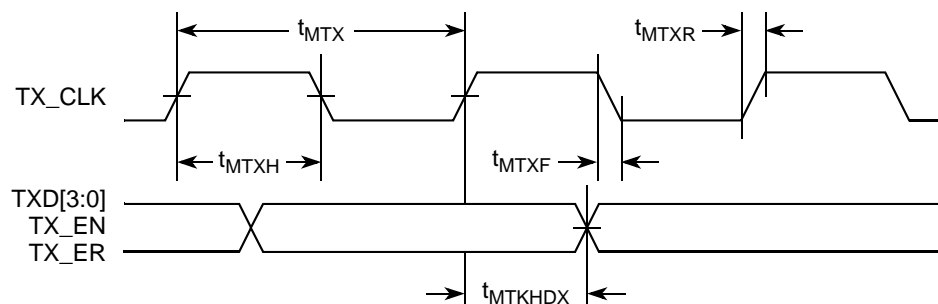 tMTX
tMTXR
TX_CLK
tMTXH
tMTXF
TXD[3:0]
TX_EN
TX_ER
tMTKHDX